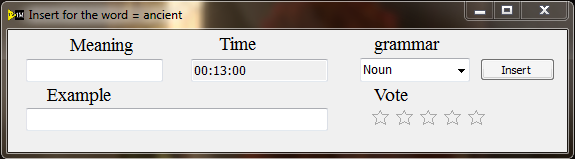 Insert for the word = ancient
Meaning Time grammar
00:13:00 Noun Insert
Example Vote